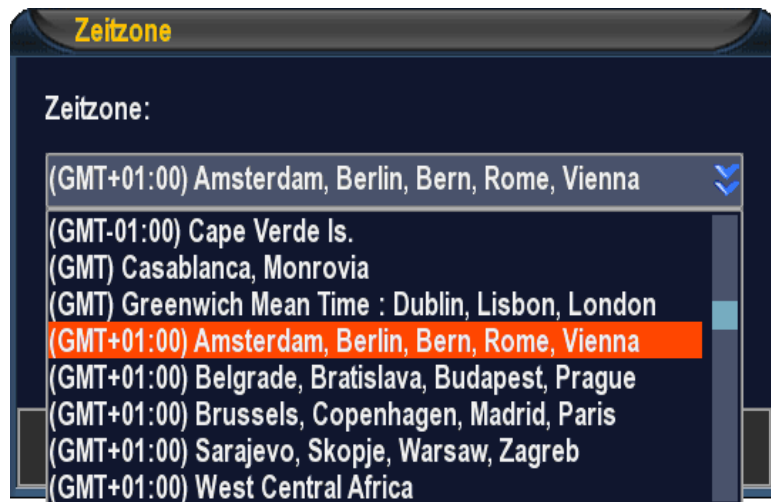 Zeitzone
Zeitzone:
(GMT+01:00) Amsterdam, Berlin, Bern, Rome, Vienna
(GMT-01:00) Cape Verde Is.
(GMT) Casablanca, Monrovia
(GMT) Greenwich Mean Time : Dublin, Lisbon, London
(GMT+01:00) Amsterdam, Berlin, Bern, Rome, Vienna
(GMT+01:00) Belgrade, Bratislava, Budapest, Prague
(GMT+01:00) Brussels, Copenhagen, Madrid, Paris
(GMT+01:00) Sarajevo, Skopje, Warsaw, Zagreb
(GMT+01:00) West Central Africa